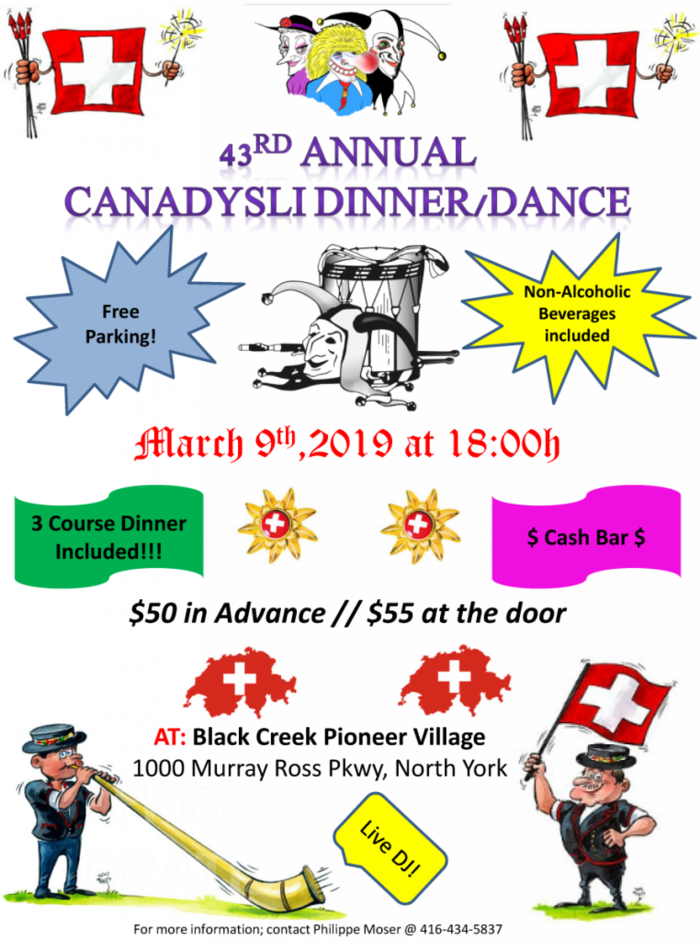 43RD ANNUAL
CANADYSLI DINNER/DANCE
Free
Parking!
Non-Alcoholic
Beverages
included
March 9th,2019 at 18:00h
3 Course Dinner
Included!!!
$ Cash Bar $
$50 in Advance // $55 at the door
AT: Black Creek Pioneer Village
1000 Murray Ross Pkwy, North York
Live DJ!
For more information; contact Philippe Moser @ 416-434-5837